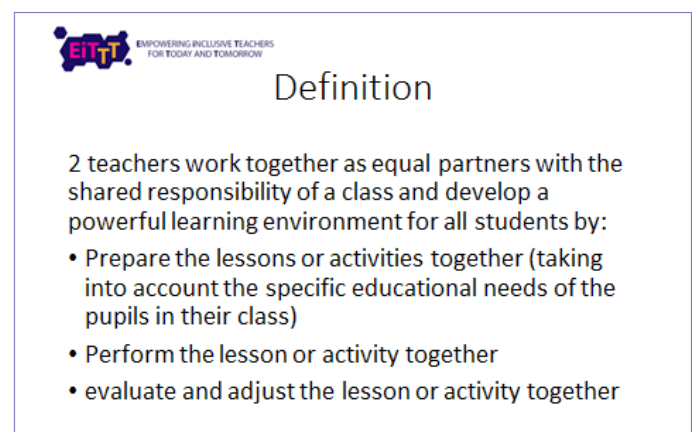 EiTTT
EMPOWERING INCLUSIVE TEACHERS
FOR TODAY AND TOMORROW
Definition
2 teachers work together as equal partners with the
shared responsibility of a class and develop a
powerful learning environment for all students by:
• Prepare the lessons or activities together (taking
into account the specific educational needs of the
pupils in their class)
• Perform the lesson or activity together
• evaluate and adjust the lesson or activity together